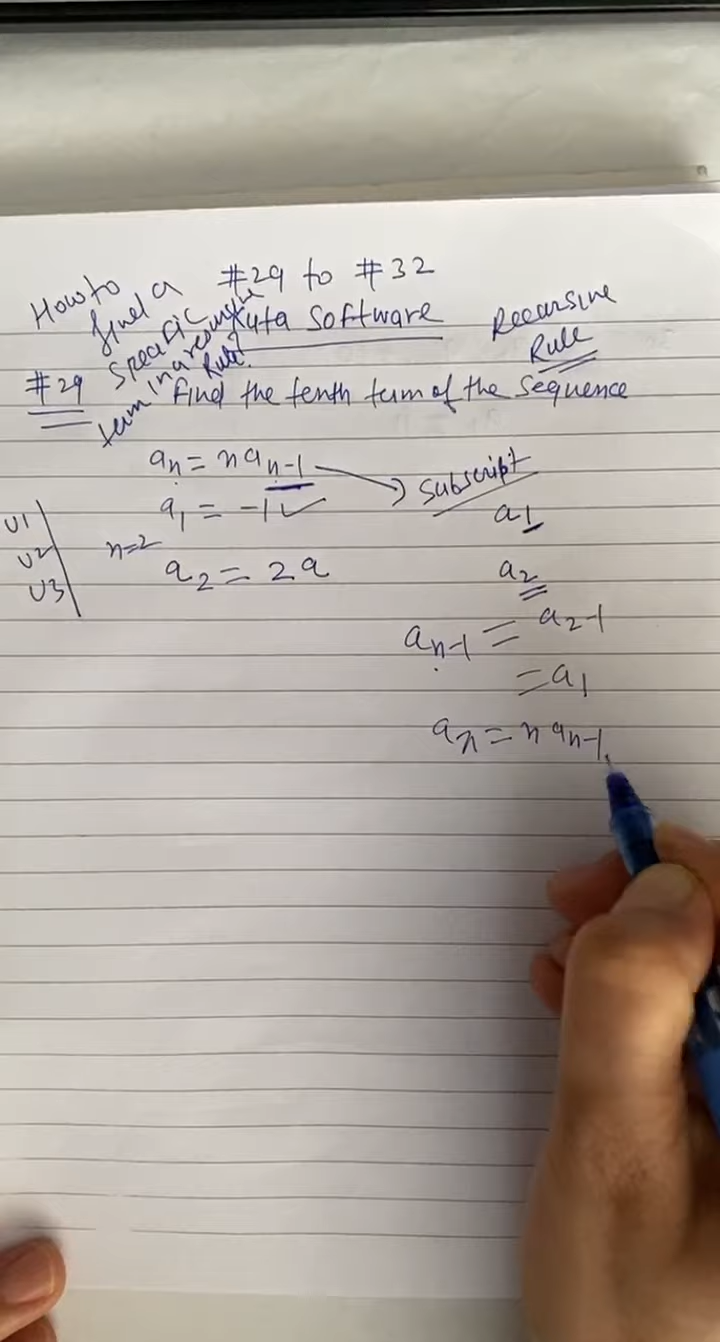 How to
find a
Specific
term in a resursive
Rule?
#29 to #32
Kuta Software
Recursive
Rule
#29
Find the tenth term of the sequence
aₙ = n aₙ₋₁
Subscript
a₁ = -1 ✓
a1
U1
U2
U3
n=2
a₂ = 2a
a₂
aₙ₋₁ = a₂₋₁
= a₁
aₙ = n aₙ₋₁